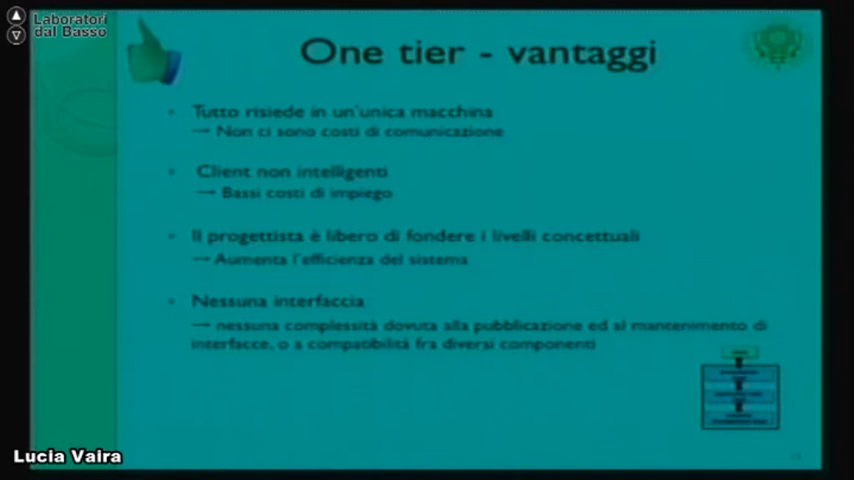 Laboratori
dal Basso
One tier - vantaggi
Tutto risiede in un'unica macchina
→ Non ci sono costi di comunicazione
Client non intelligenti
→ Bassi costi di impiego
Il progettista è libero di fondere i livelli concettuali
→ Aumenta l'efficienza del sistema
Nessuna interfaccia
→ nessuna complessità dovuta alla pubblicazione ed al mantenimento di
interfacce, o a compatibilità fra diversi componenti
Lucia Vaira